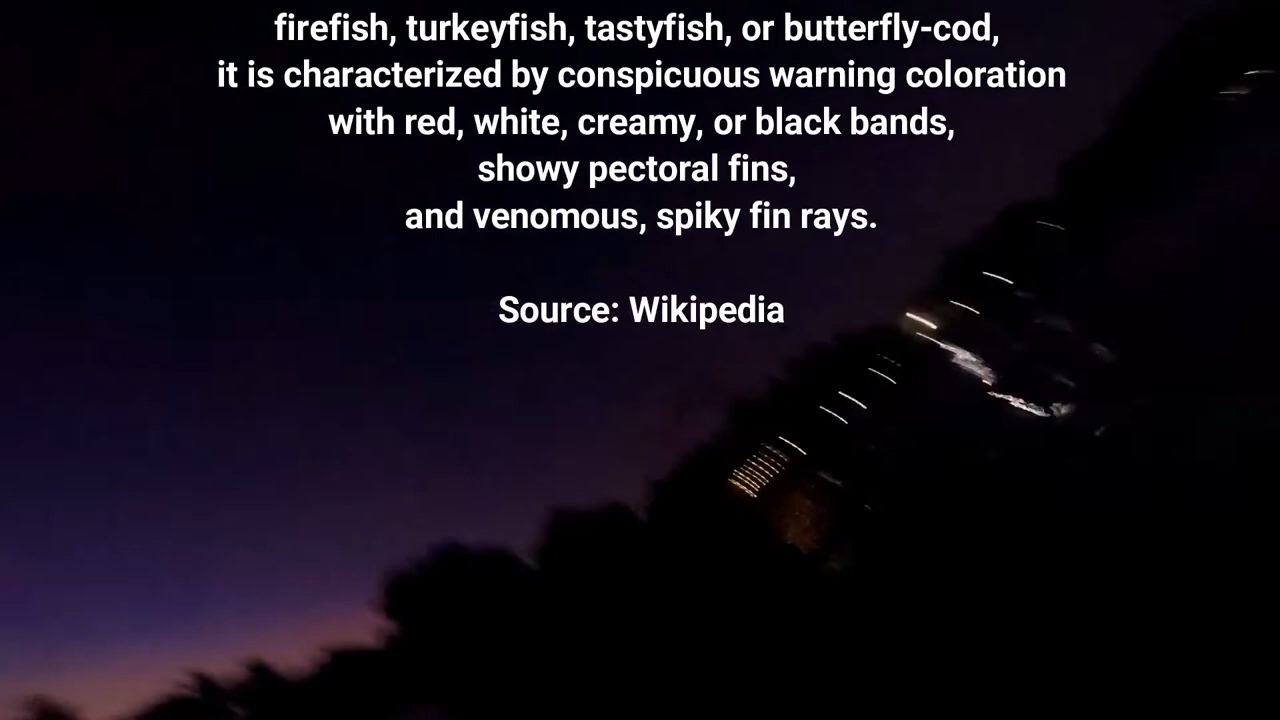 firefish, turkeyfish, tastyfish, or butterfly-cod,
it is characterized by conspicuous warning coloration
with red, white, creamy, or black bands,
showy pectoral fins,
and venomous, spiky fin rays.
Source: Wikipedia